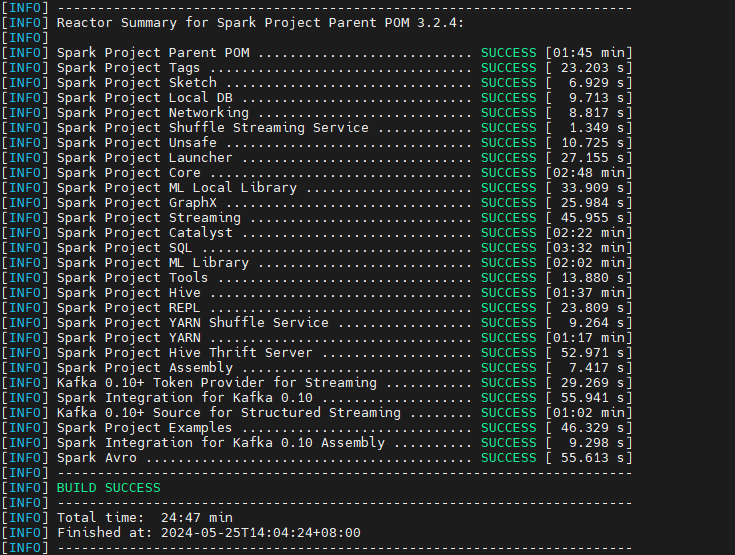 [INFO] ------------------------------------------------------------------------
[INFO] Reactor Summary for Spark Project Parent POM 3.2.4:
[INFO]
[INFO] Spark Project Parent POM ........................... SUCCESS [01:45 min]
[INFO] Spark Project Tags ................................. SUCCESS [ 23.203 s]
[INFO] Spark Project Sketch ............................... SUCCESS [  6.929 s]
[INFO] Spark Project Local DB ............................. SUCCESS [  9.713 s]
[INFO] Spark Project Networking ........................... SUCCESS [  8.817 s]
[INFO] Spark Project Shuffle Streaming Service ............ SUCCESS [  1.349 s]
[INFO] Spark Project Unsafe ............................... SUCCESS [ 10.725 s]
[INFO] Spark Project Launcher ............................. SUCCESS [ 27.155 s]
[INFO] Spark Project Core ................................. SUCCESS [02:48 min]
[INFO] Spark Project ML Local Library ..................... SUCCESS [ 33.909 s]
[INFO] Spark Project GraphX ............................... SUCCESS [ 25.984 s]
[INFO] Spark Project Streaming ............................ SUCCESS [ 45.955 s]
[INFO] Spark Project Catalyst ............................. SUCCESS [02:22 min]
[INFO] Spark Project SQL .................................. SUCCESS [03:32 min]
[INFO] Spark Project ML Library ........................... SUCCESS [02:02 min]
[INFO] Spark Project Tools ................................ SUCCESS [ 13.880 s]
[INFO] Spark Project Hive ................................. SUCCESS [01:37 min]
[INFO] Spark Project REPL ................................. SUCCESS [ 23.809 s]
[INFO] Spark Project YARN Shuffle Service ................. SUCCESS [  9.264 s]
[INFO] Spark Project YARN ................................. SUCCESS [01:17 min]
[INFO] Spark Project Hive Thrift Server ................... SUCCESS [ 52.971 s]
[INFO] Spark Project Assembly ............................. SUCCESS [  7.417 s]
[INFO] Kafka 0.10+ Token Provider for Streaming ........... SUCCESS [ 29.269 s]
[INFO] Spark Integration for Kafka 0.10 ................... SUCCESS [ 55.941 s]
[INFO] Kafka 0.10+ Source for Structured Streaming ........ SUCCESS [01:02 min]
[INFO] Spark Project Examples ............................. SUCCESS [ 46.329 s]
[INFO] Spark Integration for Kafka 0.10 Assembly .......... SUCCESS [  9.298 s]
[INFO] Spark Avro ......................................... SUCCESS [ 55.613 s]
[INFO] ------------------------------------------------------------------------
[INFO] BUILD SUCCESS
[INFO] ------------------------------------------------------------------------
[INFO] Total time:  24:47 min
[INFO] Finished at: 2024-05-25T14:04:24+08:00
[INFO] ------------------------------------------------------------------------